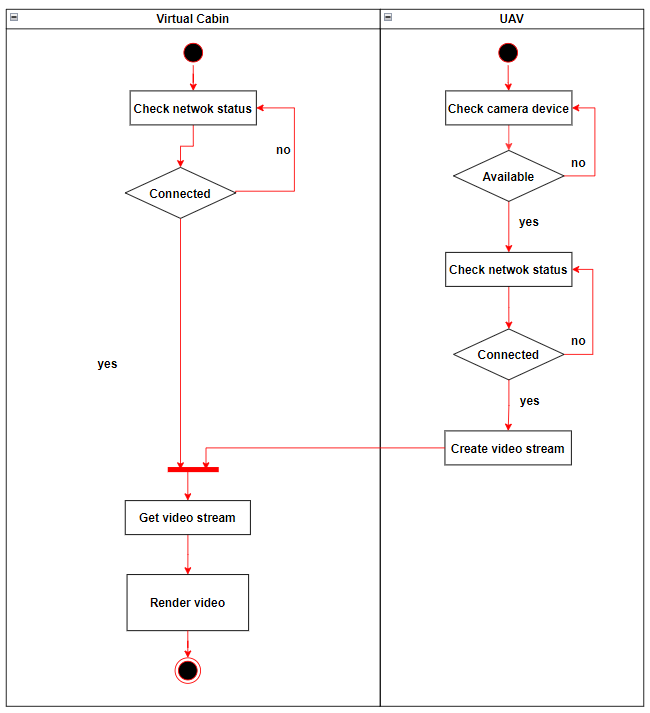 Virtual Cabin
UAV
Check netwok status
no
Connected
yes
Get video stream
Render video
Check camera device
no
Available
yes
Check netwok status
no
Connected
yes
Create video stream